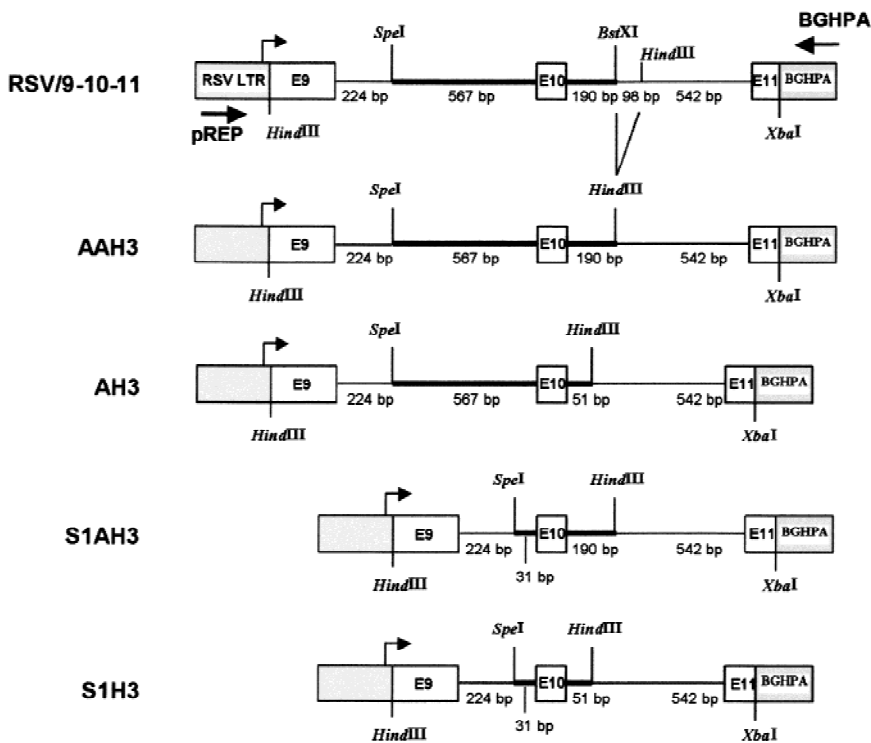 BGHPA
SpeI BstXI HindIII
RSV/9-10-11 RSV LTR E9 E10 E11 BGHPA
224 bp 567 bp 190 bp 98 bp 542 bp
pREP HindIII XbaI
SpeI HindIII
AAH3 E9 E10 E11 BGHPA
224 bp 567 bp 190 bp 542 bp
HindIII XbaI
SpeI HindIII
AH3 E9 E10 E11 BGHPA
224 bp 567 bp 51 bp 542 bp
HindIII XbaI
SpeI HindIII
S1AH3 E9 E10 E11 BGHPA
224 bp 190 bp 542 bp
31 bp
HindIII XbaI
SpeI HindIII
S1H3 E9 E10 E11 BGHPA
224 bp 51 bp 542 bp
31 bp
HindIII XbaI